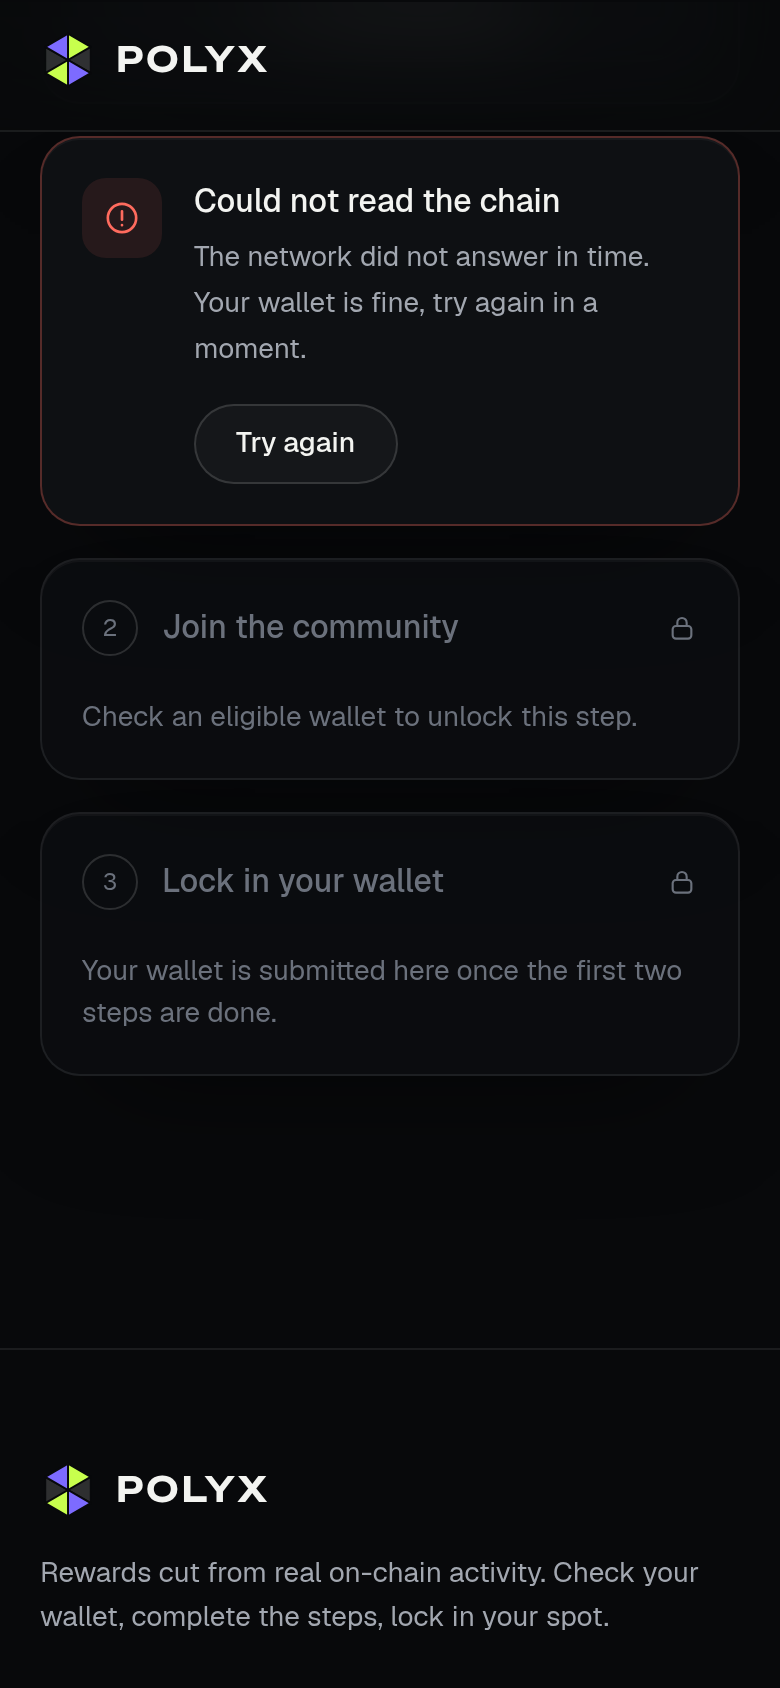 POLYX
Could not read the chain
The network did not answer in time.
Your wallet is fine, try again in a
moment.
Try again
2
Join the community
Check an eligible wallet to unlock this step.
3
Lock in your wallet
Your wallet is submitted here once the first two
steps are done.
POLYX
Rewards cut from real on-chain activity. Check your
wallet, complete the steps, lock in your spot.